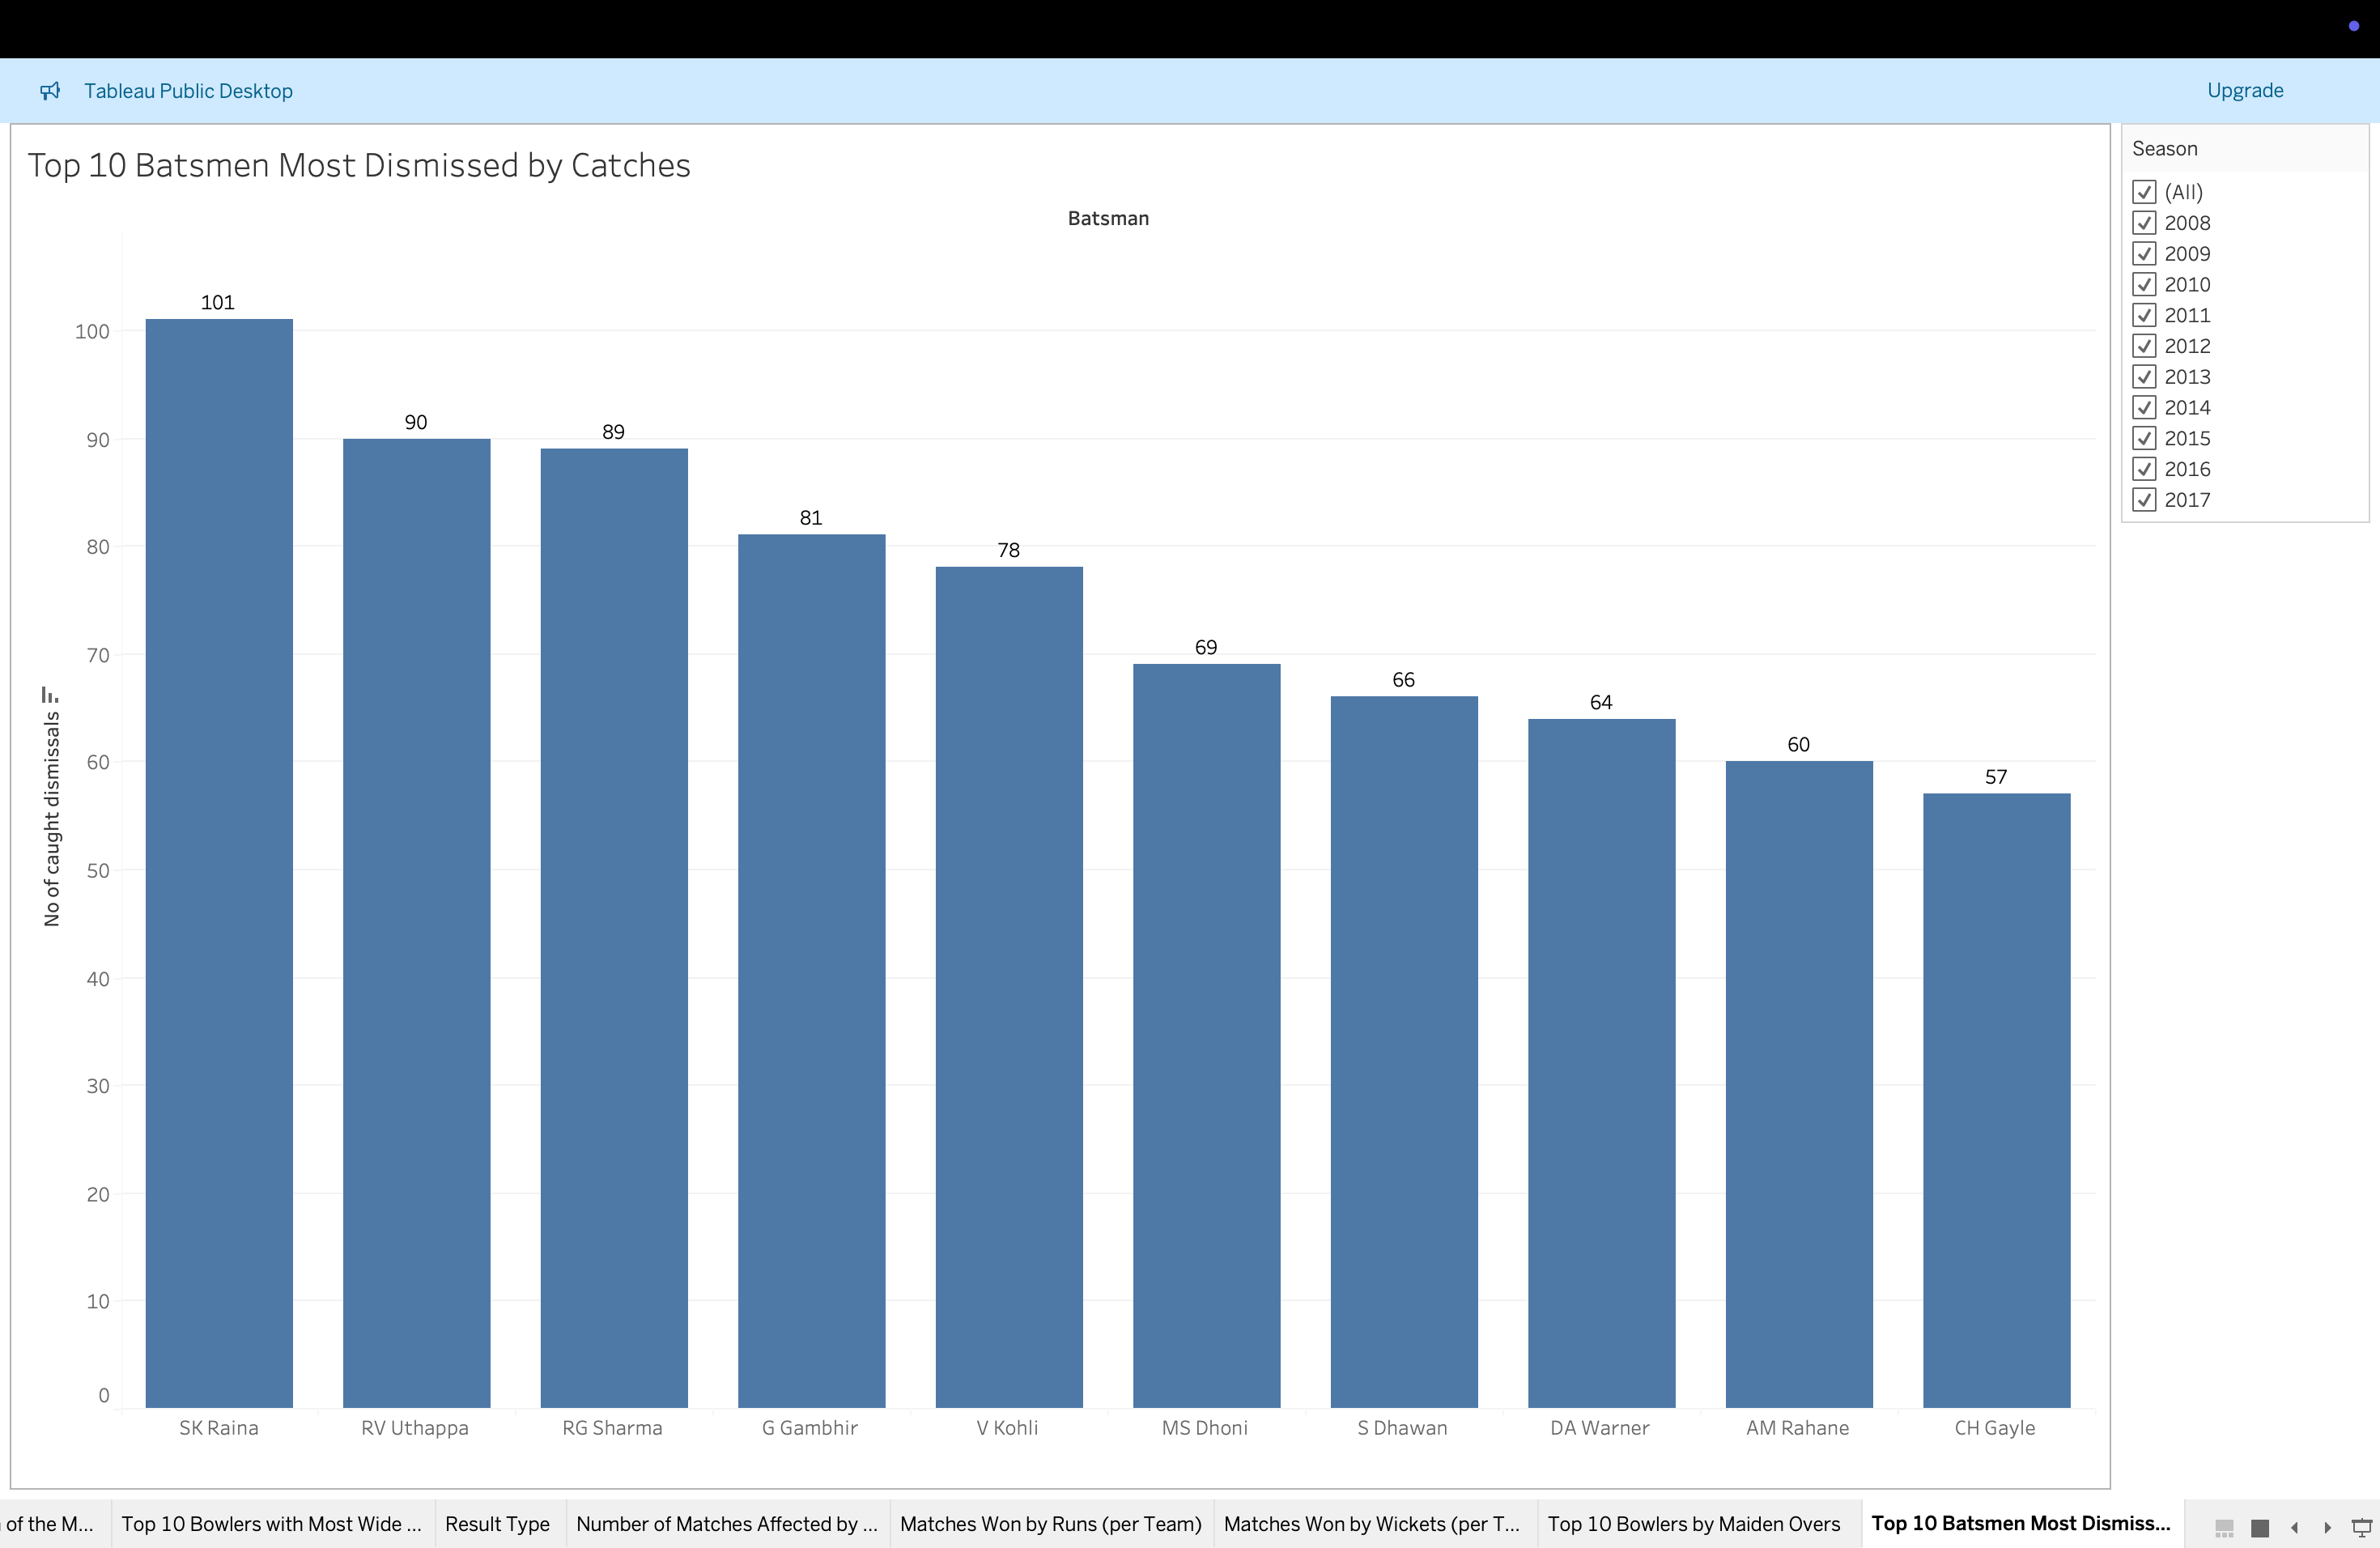 Tableau Public Desktop
Upgrade
Top 10 Batsmen Most Dismissed by Catches
Batsman
No of caught dismissals
100
90
80
70
60
50
40
30
20
10
0
101
90
89
81
78
69
66
64
60
57
SK Raina
RV Uthappa
RG Sharma
G Gambhir
V Kohli
MS Dhoni
S Dhawan
DA Warner
AM Rahane
CH Gayle
Season
(All)
2008
2009
2010
2011
2012
2013
2014
2015
2016
2017
of the M...
Top 10 Bowlers with Most Wide ...
Result Type
Number of Matches Affected by ...
Matches Won by Runs (per Team)
Matches Won by Wickets (per T...
Top 10 Bowlers by Maiden Overs
Top 10 Batsmen Most Dismiss...